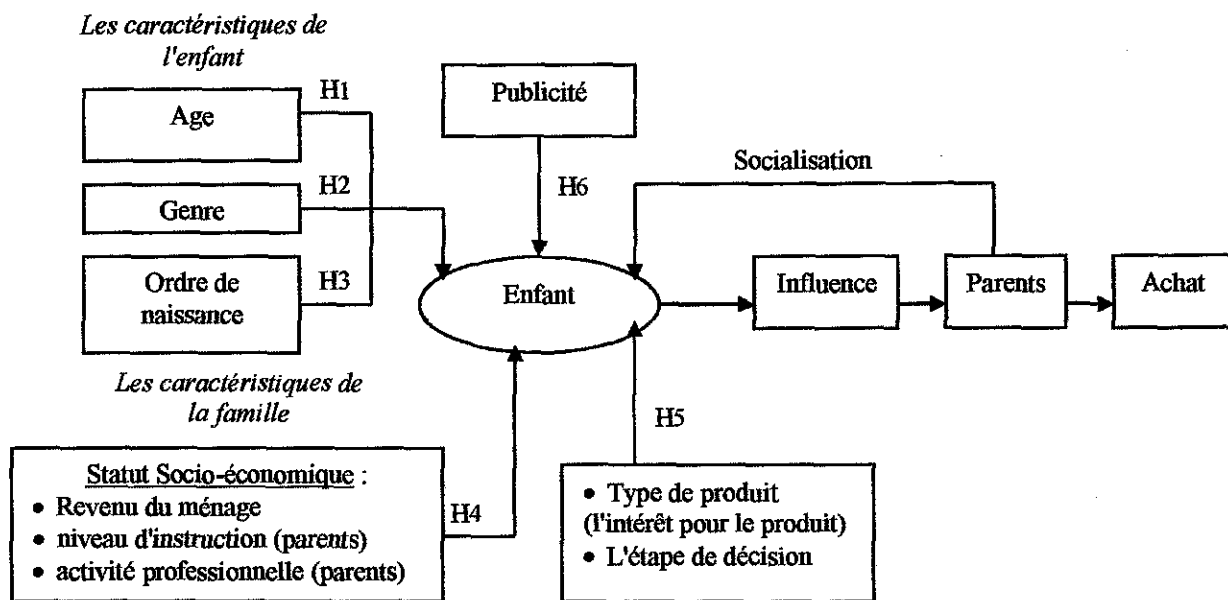 Les caractéristiques de
l'enfant
H1
Age
Publicité
Socialisation
H2
H6
Genre
H3
Ordre de
naissance
Enfant
Influence
Parents
Achat
Les caractéristiques de
la famille
H5
Statut Socio-économique :
• Revenu du ménage
• niveau d'instruction (parents)
• activité professionnelle (parents)
H4
• Type de produit
(l'intérêt pour le produit)
• L'étape de décision